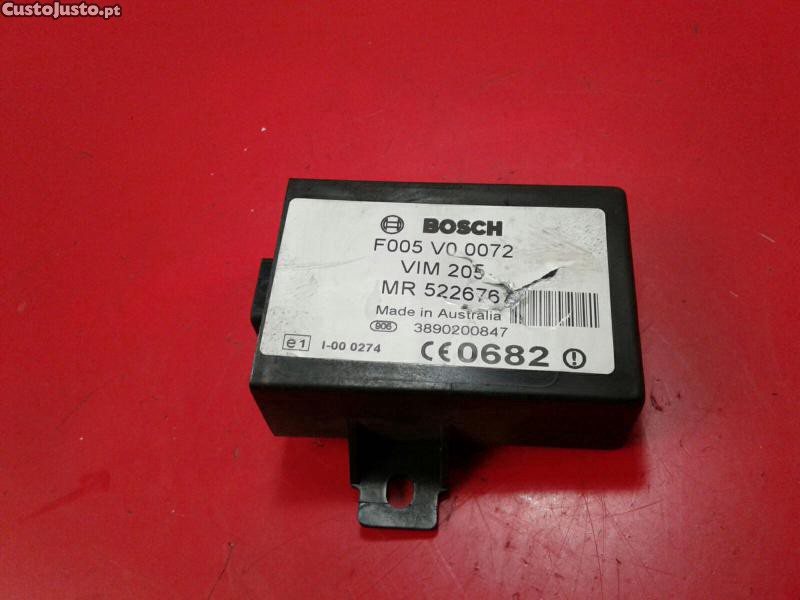 CustoJusto.pt
BOSCH
F005 V0 0072
VIM 205
MR 522676
Made in Australia
906 3890200847
e1 I-00 0274 CE0682